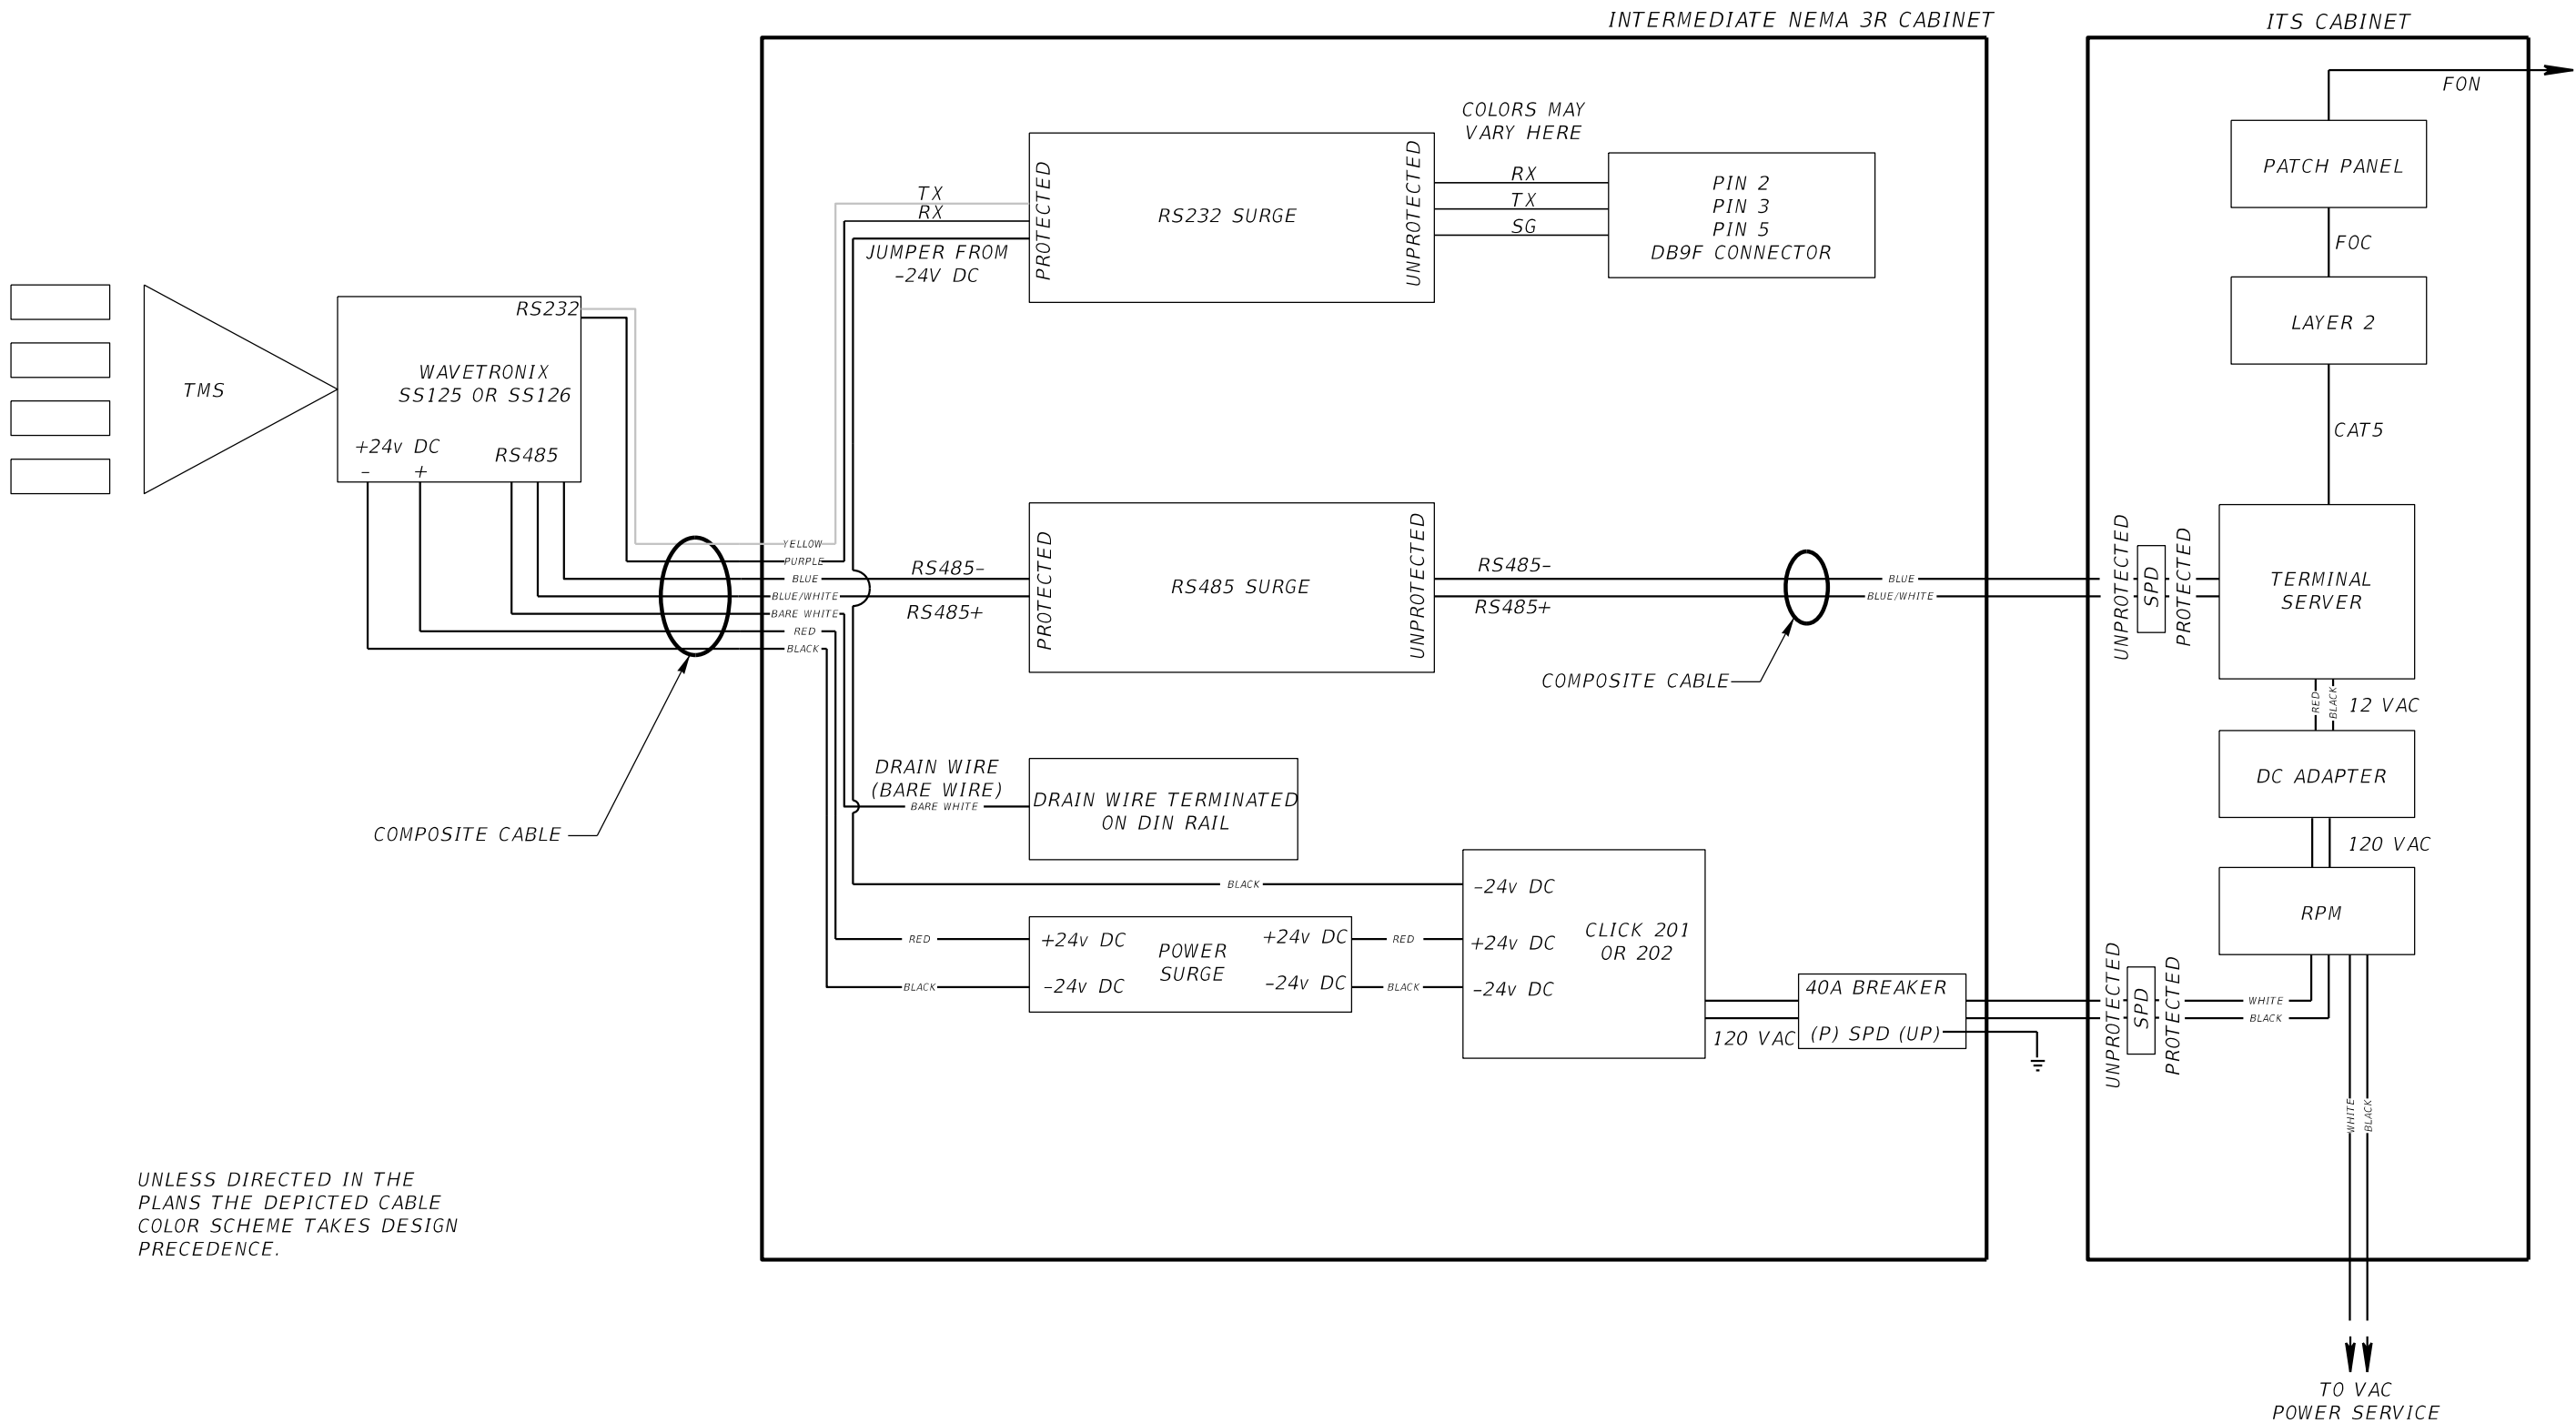 INTERMEDIATE NEMA 3R CABINET
ITS CABINET
FON
COLORS MAY
VARY HERE
PATCH PANEL
TX
RX
JUMPER FROM
-24V DC
PROTECTED
RS232 SURGE
UNPROTECTED
RX
TX
SG
PIN 2
PIN 3
PIN 5
DB9F CONNECTOR
FOC
LAYER 2
CAT5
TMS
RS232
WAVETRONIX
SS125 OR SS126
+24v DC
- +
RS485
YELLOW
PURPLE
BLUE
BLUE/WHITE
BARE WHITE
RED
BLACK
RS485-
RS485+
PROTECTED
RS485 SURGE
UNPROTECTED
RS485-
RS485+
BLUE
BLUE/WHITE
COMPOSITE CABLE
UNPROTECTED
SPD
PROTECTED
TERMINAL
SERVER
RED
BLACK
12 VAC
DC ADAPTER
120 VAC
RPM
COMPOSITE CABLE
DRAIN WIRE
(BARE WIRE)
BARE WHITE
DRAIN WIRE TERMINATED
ON DIN RAIL
BLACK
RED
BLACK
+24v DC
-24v DC
POWER
SURGE
+24v DC
-24v DC
RED
BLACK
-24v DC
+24v DC
-24v DC
CLICK 201
OR 202
120 VAC
40A BREAKER
(P) SPD (UP)
UNPROTECTED
SPD
PROTECTED
WHITE
BLACK
WHITE
BLACK
UNLESS DIRECTED IN THE
PLANS THE DEPICTED CABLE
COLOR SCHEME TAKES DESIGN
PRECEDENCE.
TO VAC
POWER SERVICE